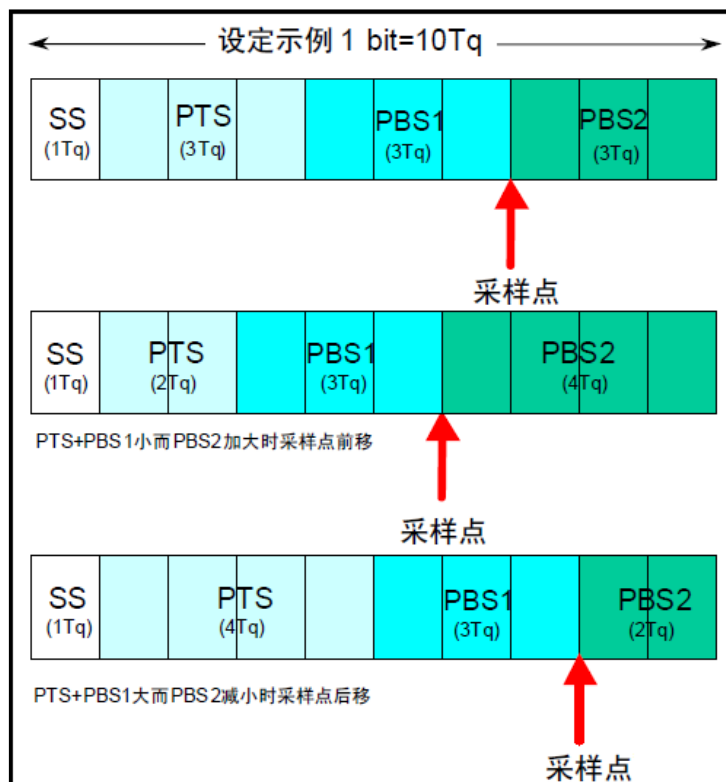 设定示例 1 bit=10Tq
SS PTS PBS1 PBS2
(1Tq) (3Tq) (3Tq) (3Tq)
采样点
SS PTS PBS1 PBS2
(1Tq) (2Tq) (3Tq) (4Tq)
PTS+PBS1小而PBS2加大时采样点前移
采样点
SS PTS PBS1 PBS2
(1Tq) (4Tq) (3Tq) (2Tq)
PTS+PBS1大而PBS2减小时采样点后移
采样点